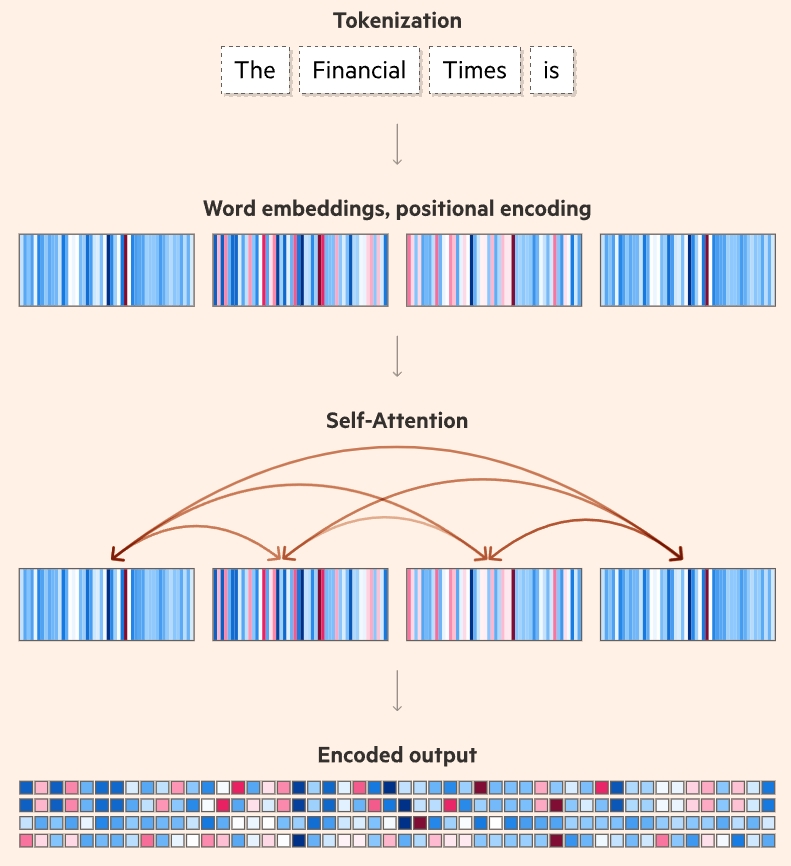 Tokenization
The Financial Times is
Word embeddings, positional encoding
Self-Attention
Encoded output